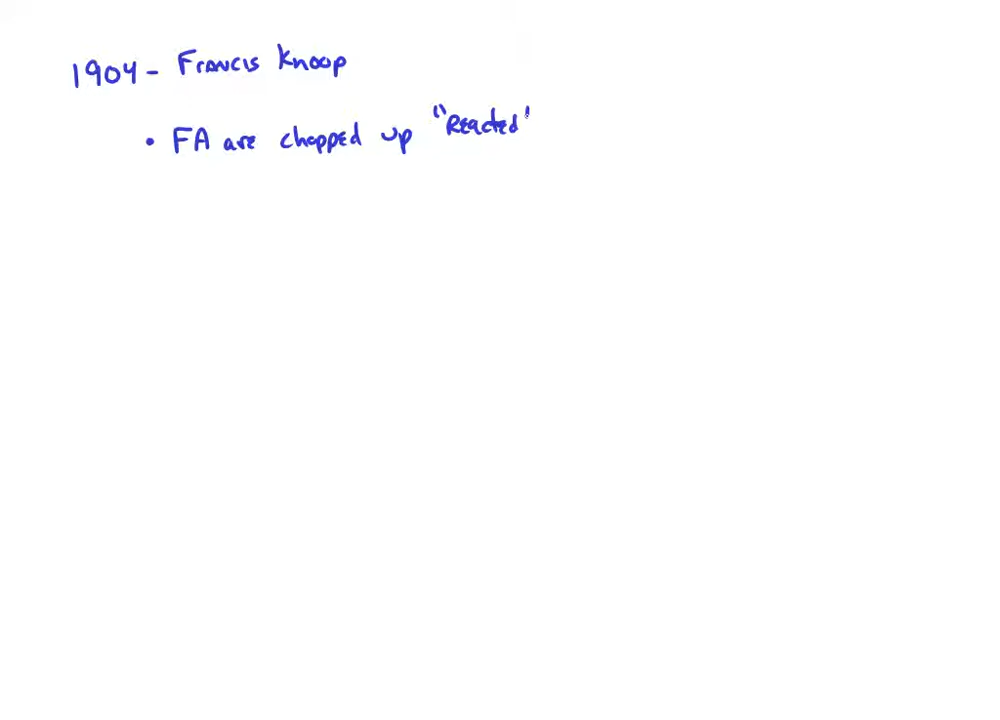 1904 - Francis Knoop
• FA are chopped up "Reacted"